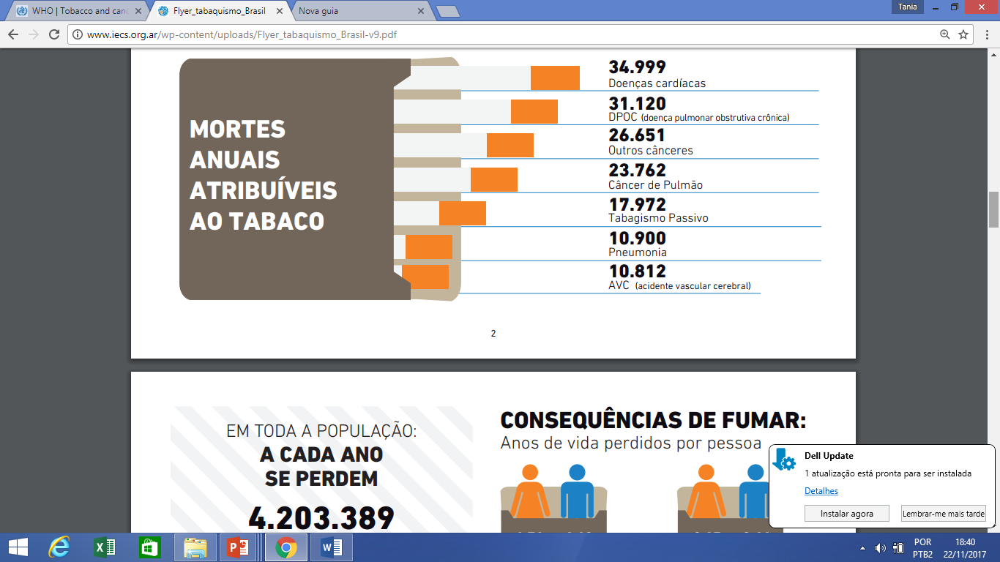 WHO | Tobacco and canc
Flyer_tabaquismo_Brasil
Nova guia
Tania
www.iecs.org.ar/wp-content/uploads/Flyer_tabaquismo_Brasil-v9.pdf
MORTES
ANUAIS
ATRIBUÍVEIS
AO TABACO
34.999
Doenças cardíacas
31.120
DPOC (doença pulmonar obstrutiva crônica)
26.651
Outros cânceres
23.762
Câncer de Pulmão
17.972
Tabagismo Passivo
10.900
Pneumonia
10.812
AVC (acidente vascular cerebral)
2
EM TODA A POPULAÇÃO:
A CADA ANO
SE PERDEM
4.203.389
CONSEQUÊNCIAS DE FUMAR:
Anos de vida perdidos por pessoa
Dell Update
1 atualização está pronta para ser instalada
Detalhes
Instalar agora
Lembrar-me mais tarde
POR
PTB2
18:40
22/11/2017